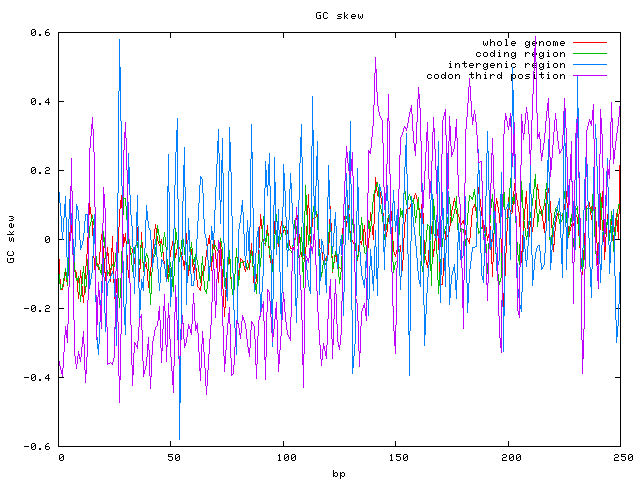 GC skew
0.6
whole genome
coding region
intergenic region
codon third position
0.4
0.2
0
-0.2
-0.4
-0.6
GC skew
0 50 100 150 200 250
bp